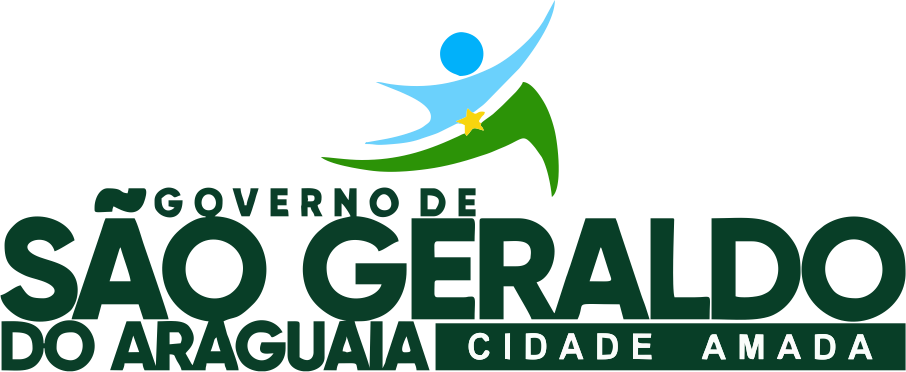 GOVERNO DE
SÃO GERALDO
DO ARAGUAIA CIDADE AMADA